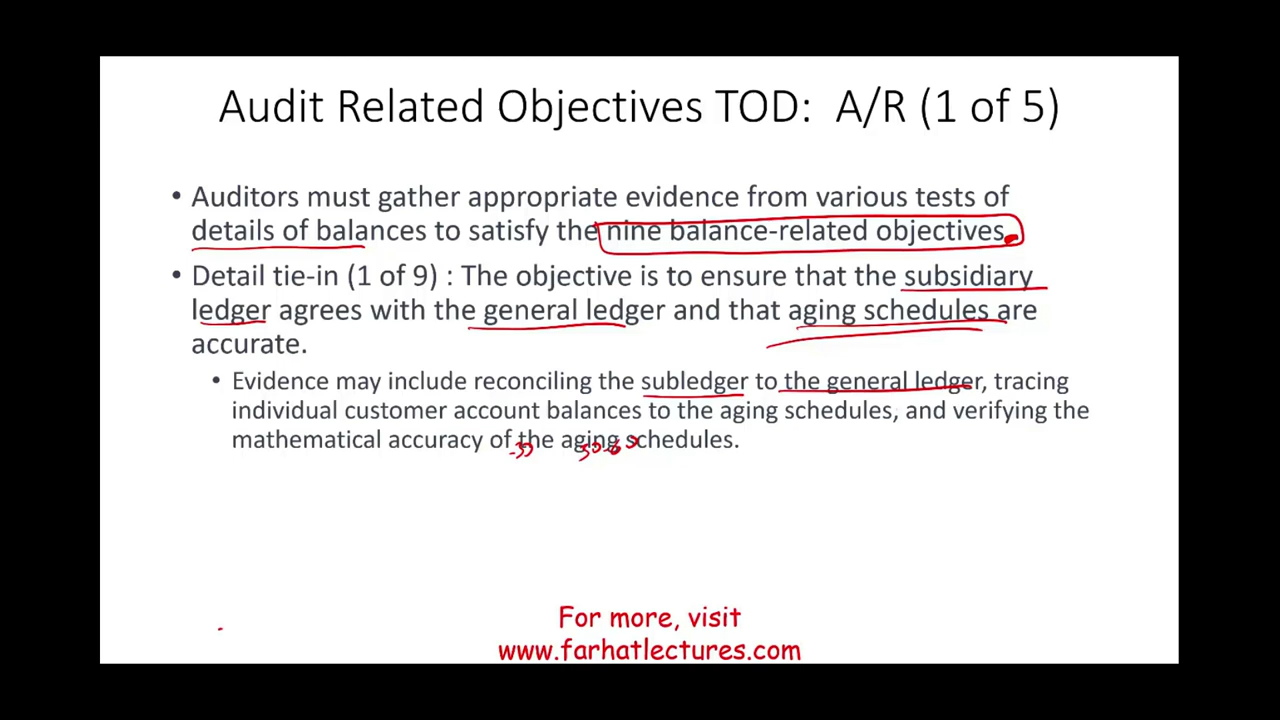 Audit Related Objectives TOD: A/R (1 of 5)
• Auditors must gather appropriate evidence from various tests of
details of balances to satisfy the nine balance-related objectives.
• Detail tie-in (1 of 9) : The objective is to ensure that the subsidiary
ledger agrees with the general ledger and that aging schedules are
accurate.
• Evidence may include reconciling the subledger to the general ledger, tracing
individual customer account balances to the aging schedules, and verifying the
mathematical accuracy of the aging schedules.
For more, visit
www.farhatlectures.com